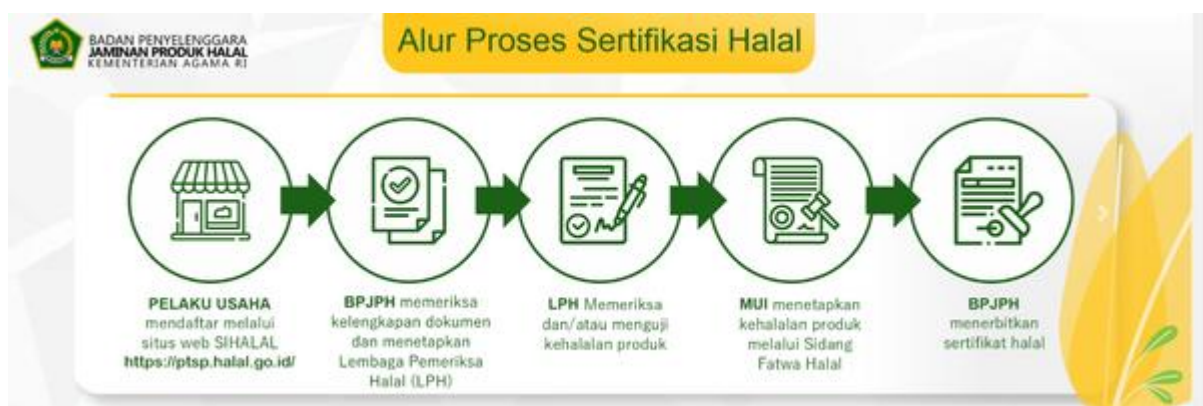 BADAN PENYELENGGARA
JAMINAN PRODUK HALAL
KEMENTERIAN AGAMA RI
Alur Proses Sertifikasi Halal
PELAKU USAHA
mendaftar melalui
situs web SIHALAL
https://ptsp.halal.go.id/
BPJPH memeriksa
kelengkapan dokumen
dan menetapkan
Lembaga Pemeriksa
Halal (LPH)
LPH Memeriksa
dan/atau menguji
kehalalan produk
MUI menetapkan
kehalalan produk
melalui Sidang
Fatwa Halal
BPJPH
menerbitkan
sertifikat halal